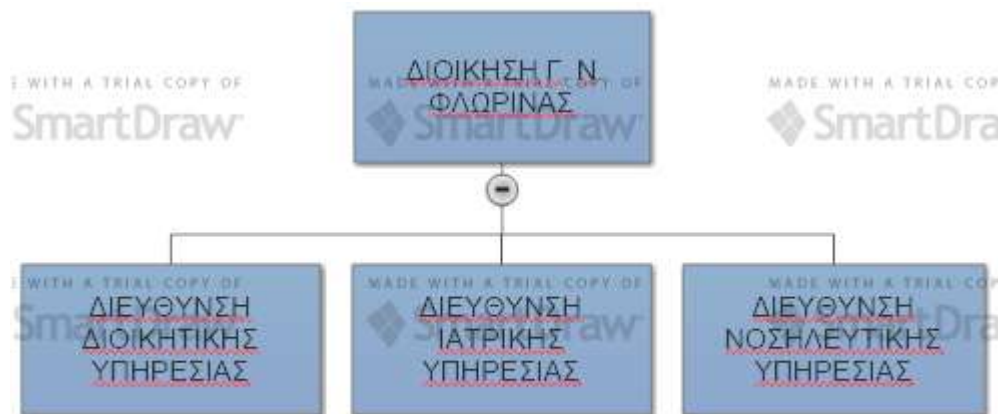 ΔΙΟΙΚΗΣΗ Γ Ν
ΦΛΩΡΙΝΑΣ
MADE WITH A TRIAL COPY OF
SmartDraw
ΔΙΕΥΘΥΝΣΗ
ΔΙΟΙΚΗΤΙΚΗΣ
ΥΠΗΡΕΣΙΑΣ
ΔΙΕΥΘΥΝΣΗ
ΙΑΤΡΙΚΗΣ
ΥΠΗΡΕΣΙΑΣ
ΔΙΕΥΘΥΝΣΗ
ΝΟΣΗΛΕΥΤΙΚΗΣ
ΥΠΗΡΕΣΙΑΣ